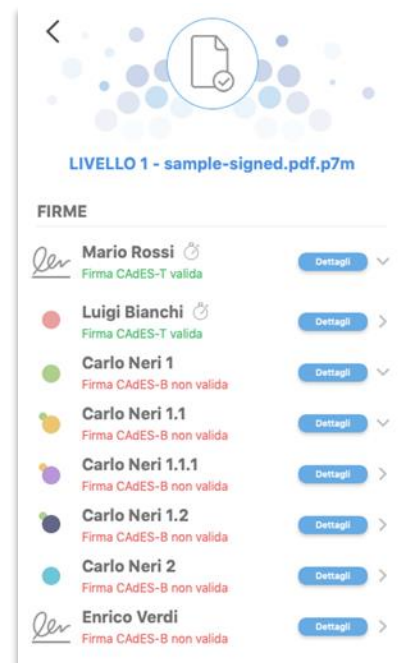 LIVELLO 1 - sample-signed.pdf.p7m
FIRME
Mario Rossi
Firma CAdES-T valida
Dettagli
Luigi Bianchi
Firma CAdES-T valida
Dettagli
Carlo Neri 1
Firma CAdES-B non valida
Dettagli
Carlo Neri 1.1
Firma CAdES-B non valida
Dettagli
Carlo Neri 1.1.1
Firma CAdES-B non valida
Dettagli
Carlo Neri 1.2
Firma CAdES-B non valida
Dettagli
Carlo Neri 2
Firma CAdES-B non valida
Dettagli
Enrico Verdi
Firma CAdES-B non valida
Dettagli